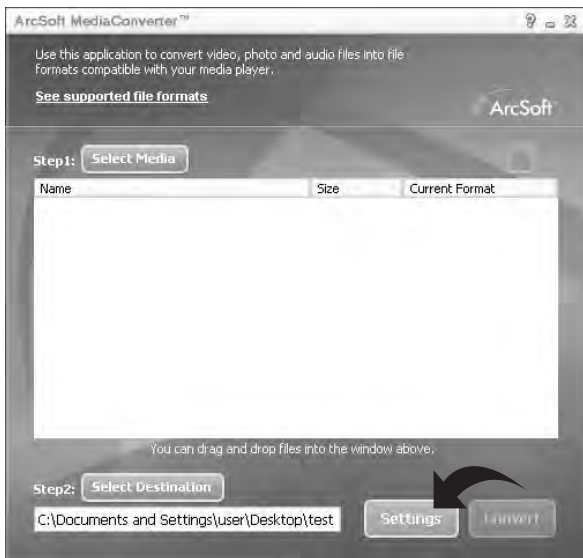 ArcSoft MediaConverter™
Use this application to convert video, photo and audio files into file
formats compatible with your media player.
See supported file formats
ArcSoft
Step1: Select Media
Name Size Current Format
You can drag and drop files into the window above.
Step2: Select Destination
C:\Documents and Settings\user\Desktop\test Settings Convert